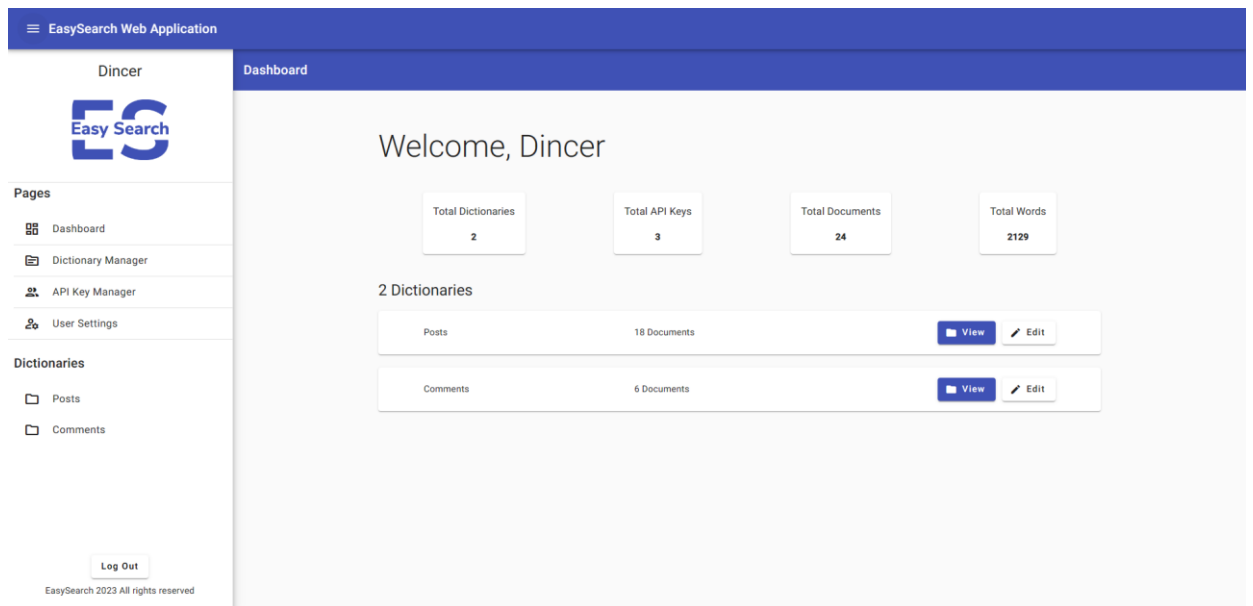 EasySearch Web Application
Dincer
Easy Search
ES
Pages
Dashboard
Dictionary Manager
API Key Manager
User Settings
Dictionaries
Posts
Comments
Log Out
EasySearch 2023 All rights reserved
Dashboard
Welcome, Dincer
Total Dictionaries
2
Total API Keys
3
Total Documents
24
Total Words
2129
2 Dictionaries
Posts 18 Documents View Edit
Comments 6 Documents View Edit